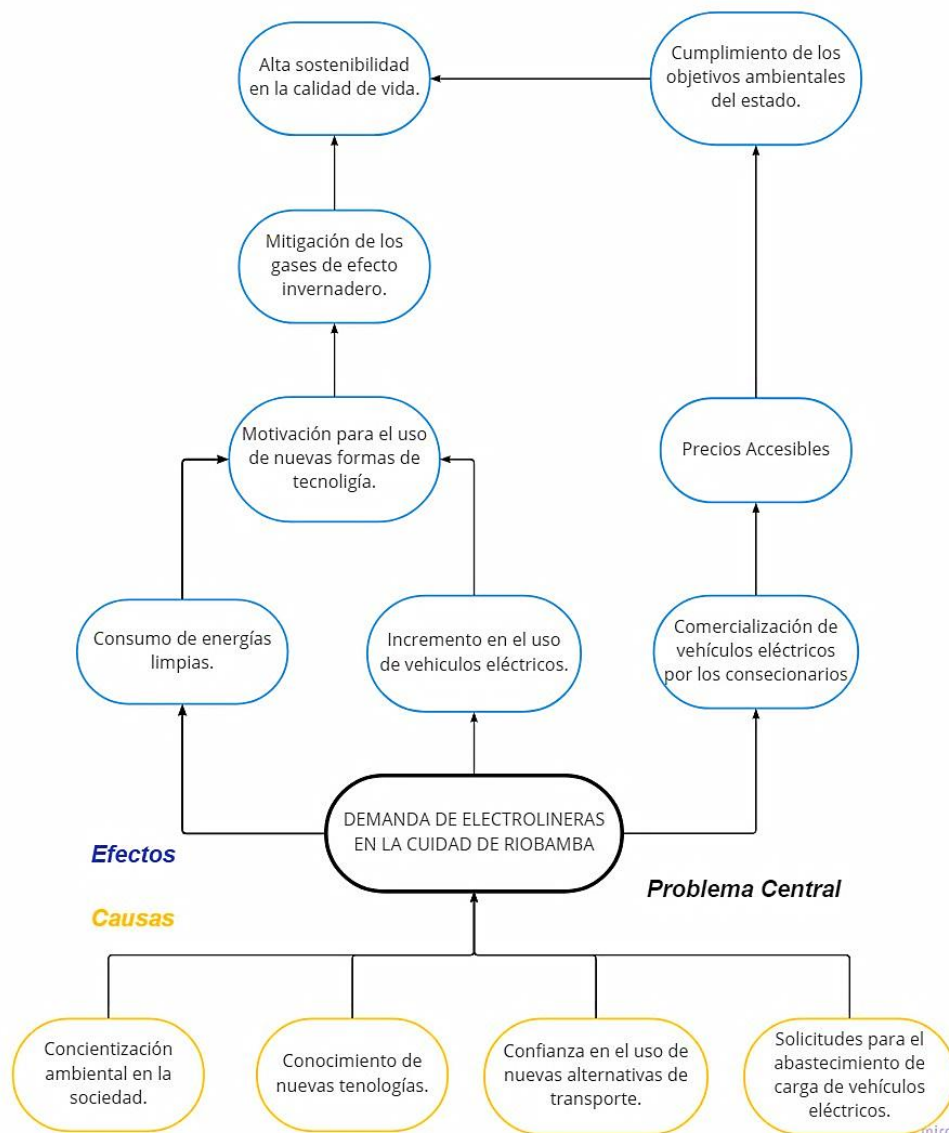 Alta sostenibilidad
en la calidad de vida.
Cumplimiento de los
objetivos ambientales
del estado.
Mitigación de los
gases de efecto
invernadero.
Motivación para el uso
de nuevas formas de
tecnoligía.
Precios Accesibles
Consumo de energías
limpias.
Incremento en el uso
de vehiculos eléctricos.
Comercialización de
vehículos eléctricos
por los consecionarios
DEMANDA DE ELECTROLINERAS
EN LA CUIDAD DE RIOBAMBA
Efectos
Problema Central
Causas
Concientización
ambiental en la
sociedad.
Conocimiento de
nuevas tenologías.
Confianza en el uso de
nuevas alternativas de
transporte.
Solicitudes para el
abastecimiento de
carga de vehículos
eléctricos.